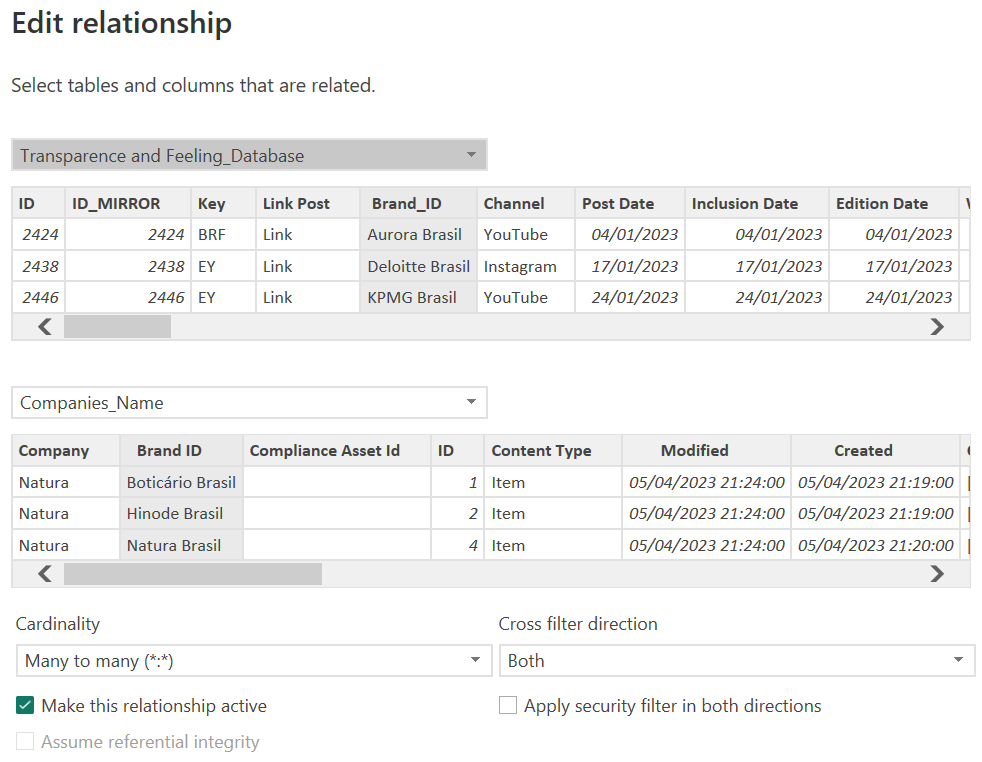 Edit relationship
Select tables and columns that are related.
Transparence and Feeling_Database
ID ID_MIRROR Key Link Post Brand_ID Channel Post Date Inclusion Date Edition Date
2424 2424 BRF Link Aurora Brasil YouTube 04/01/2023 04/01/2023 04/01/2023
2438 2438 EY Link Deloitte Brasil Instagram 17/01/2023 17/01/2023 17/01/2023
2446 2446 EY Link KPMG Brasil YouTube 24/01/2023 24/01/2023 24/01/2023
Companies_Name
Company Brand ID Compliance Asset Id ID Content Type Modified Created
Natura Boticário Brasil 1 Item 05/04/2023 21:24:00 05/04/2023 21:19:00
Natura Hinode Brasil 2 Item 05/04/2023 21:24:00 05/04/2023 21:19:00
Natura Natura Brasil 4 Item 05/04/2023 21:24:00 05/04/2023 21:20:00
Cardinality Cross filter direction
Many to many (*:*) Both
Make this relationship active Apply security filter in both directions
Assume referential integrity